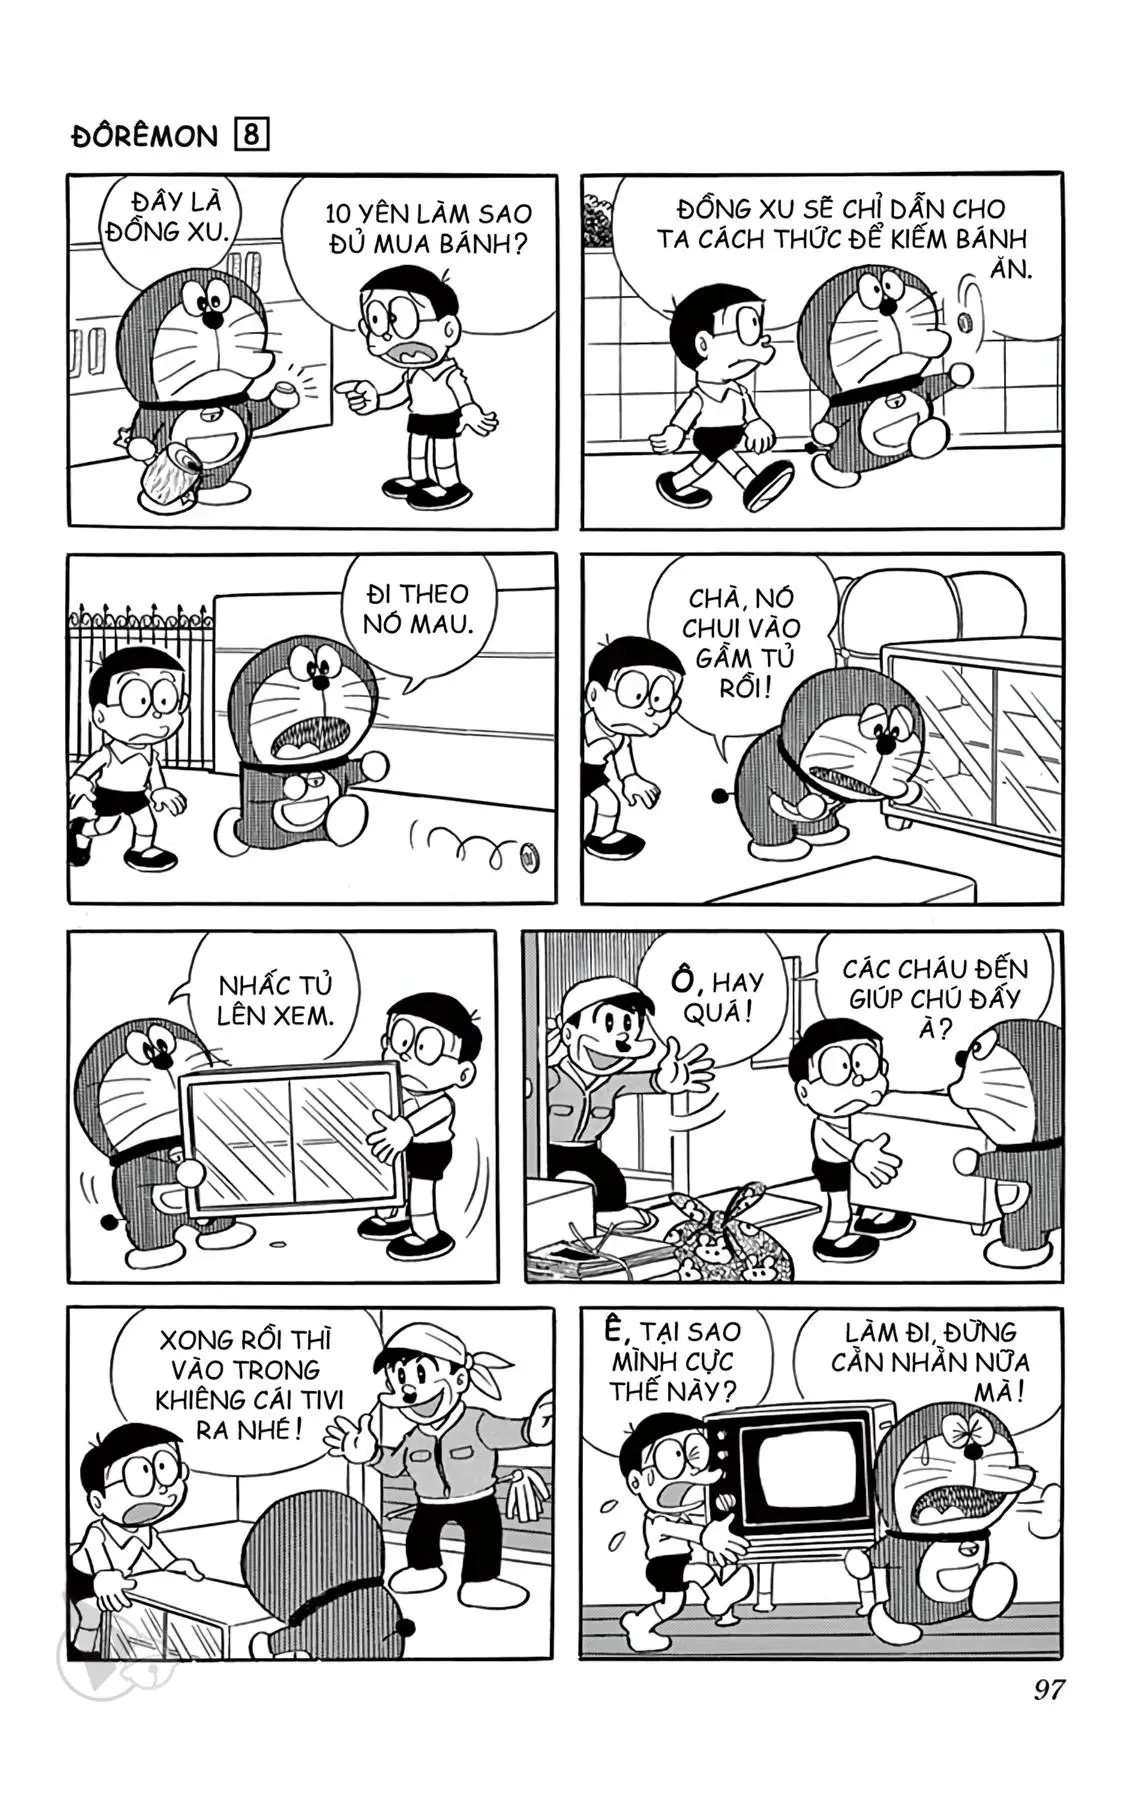 ĐÔRÊMON 8
ĐÂY LÀ
ĐỒNG XU.
10 YÊN LÀM SAO
ĐỦ MUA BÁNH?
ĐỒNG XU SẼ CHỈ DẪN CHO
TA CÁCH THỨC ĐỂ KIẾM BÁNH
ĂN.
ĐI THEO
NÓ MAU.
CHÀ, NÓ
CHUI VÀO
GẦM TỦ
RỒI!
NHẤC TỦ
LÊN XEM.
Ô, HAY
QUÁ!
CÁC CHÁU ĐẾN
GIÚP CHÚ ĐẤY
À?
XONG RỒI THÌ
VÀO TRONG
KHIÊNG CÁI TIVI
RA NHÉ!
Ê, TẠI SAO
MÌNH CỰC
THẾ NÀY?
LÀM ĐI, ĐỪNG
CẰN NHẰN NỮA
MÀ!
97